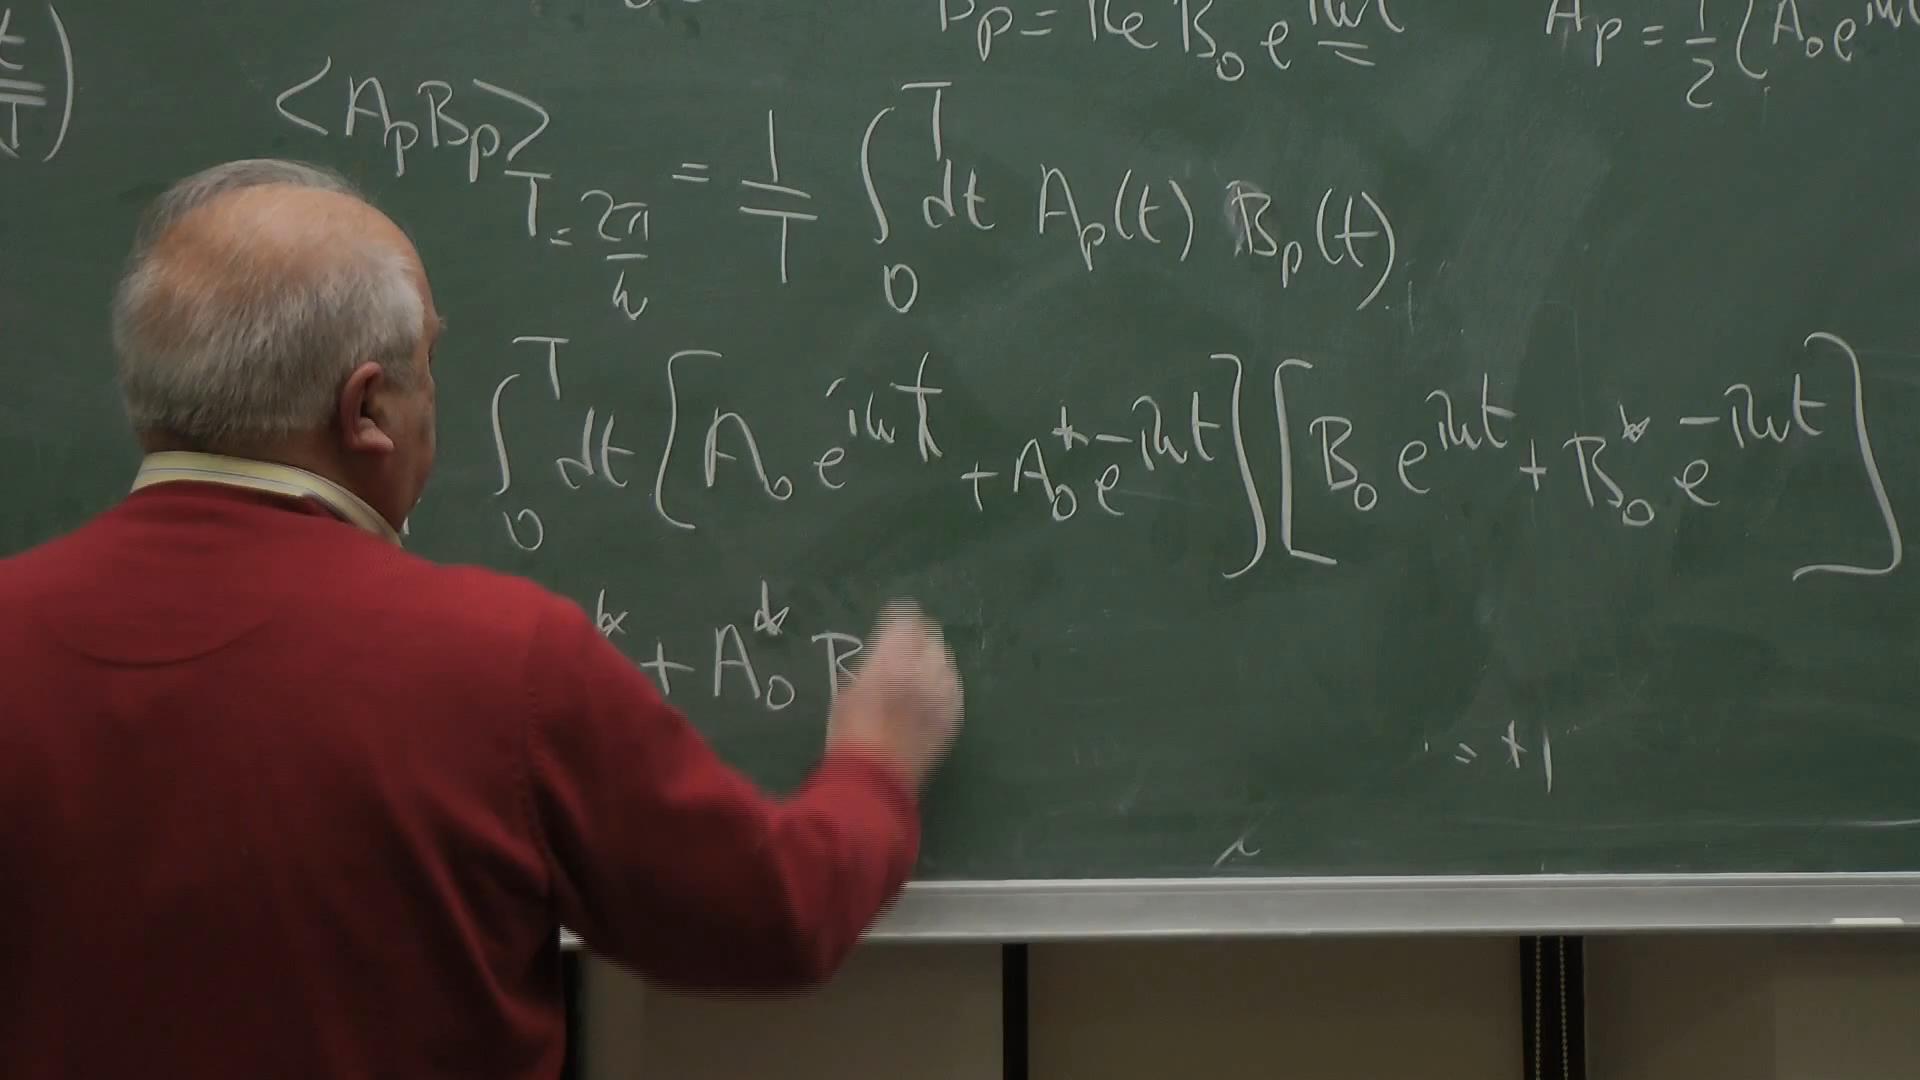 B_p = Re B_0 e^{iωt}
A_p = 1/2 (A_0 e^{iω
t/T)
<A_p B_p>_{T = 2π/ω} = 1/T ∫_0^T dt A_p(t) B_p(t)
∫_0^T dt [A_0 e^{iωt} + A_0^* e^{-iωt}] [B_0 e^{iωt} + B_0^* e^{-iωt}]
* + A_0^* B